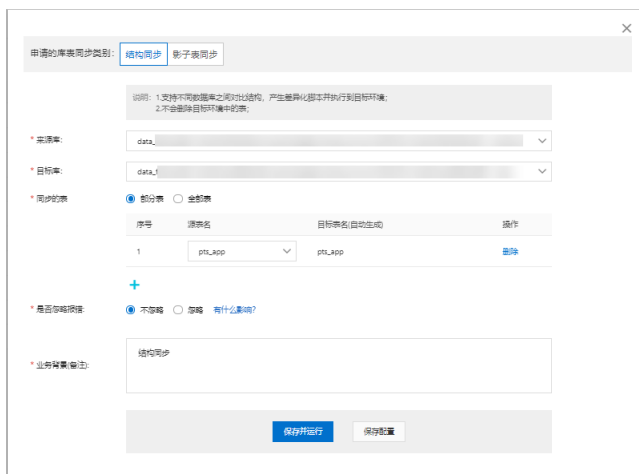 申请的库表同步类别: 结构同步 影子表同步
说明: 1.支持不同数据库之间对比结构, 产生差异化脚本并执行到目标环境;
2.不会删除目标环境中的表;
* 来源库: data_
* 目标库: data_
* 同步的表 部分表 全部表
序号 源表名 目标表名(自动生成) 操作
1 pts_app pts_app 删除
+
* 是否忽略报错: 不忽略 忽略 有什么影响?
* 业务背景(备注): 结构同步
保存并运行 保存配置